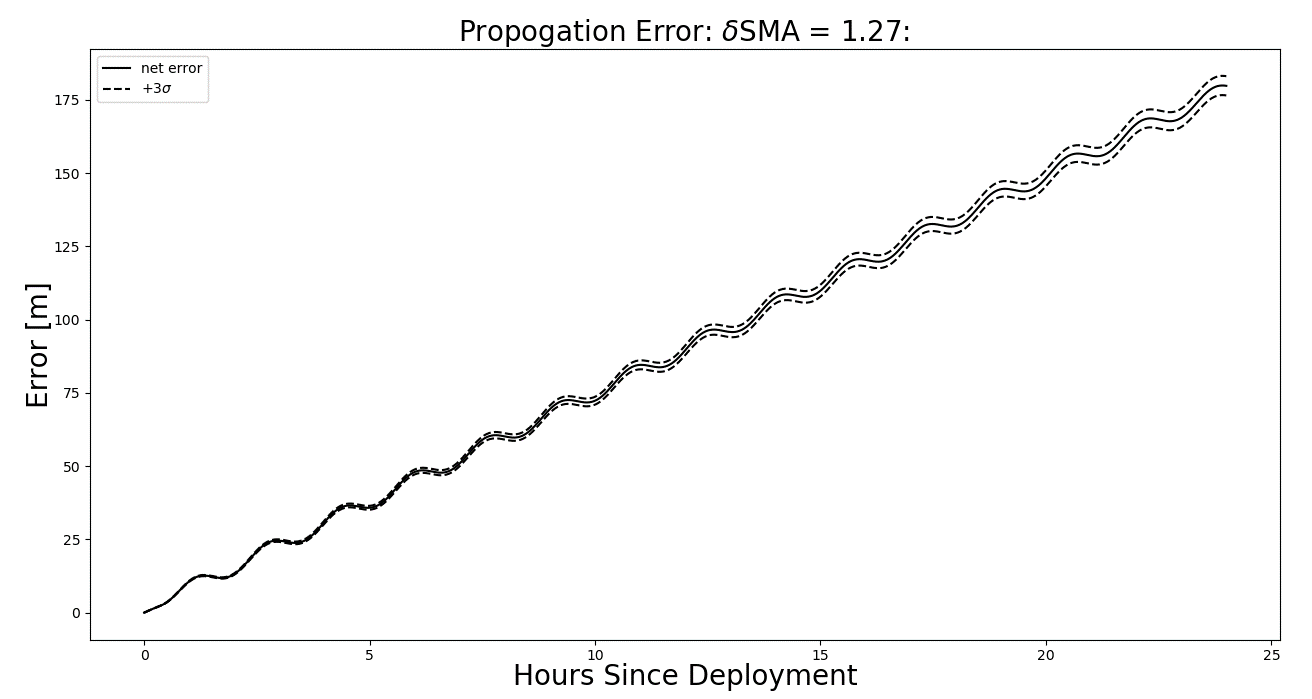 Propogation Error: δSMA = 1.27:
net error
+3σ
175
150
125
100
75
50
25
0
Error [m]
0 5 10 15 20 25
Hours Since Deployment